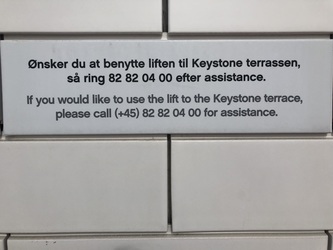 Ønsker du at benytte liften til Keystone terrassen,
så ring 82 82 04 00 efter assistance.
If you would like to use the lift to the Keystone terrace,
please call (+45) 82 82 04 00 for assistance.